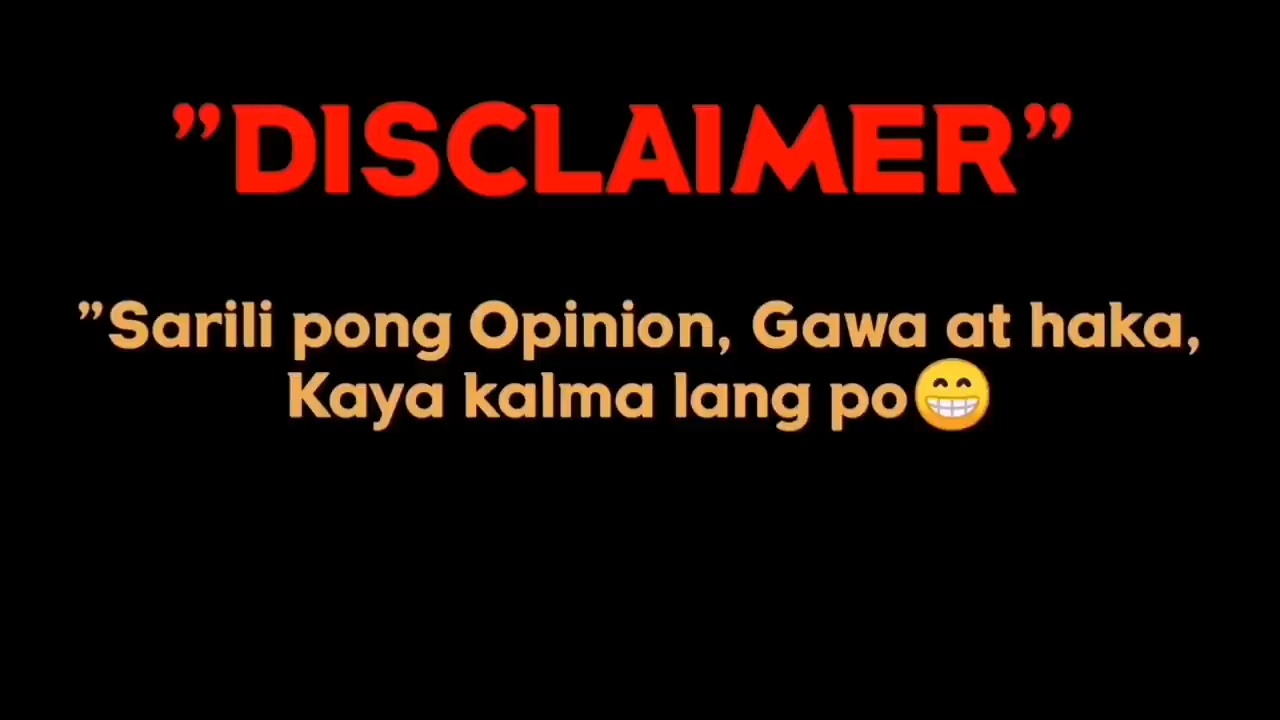 ”DISCLAIMER”
”Sarili pong Opinion, Gawa at haka,
Kaya kalma lang po😁